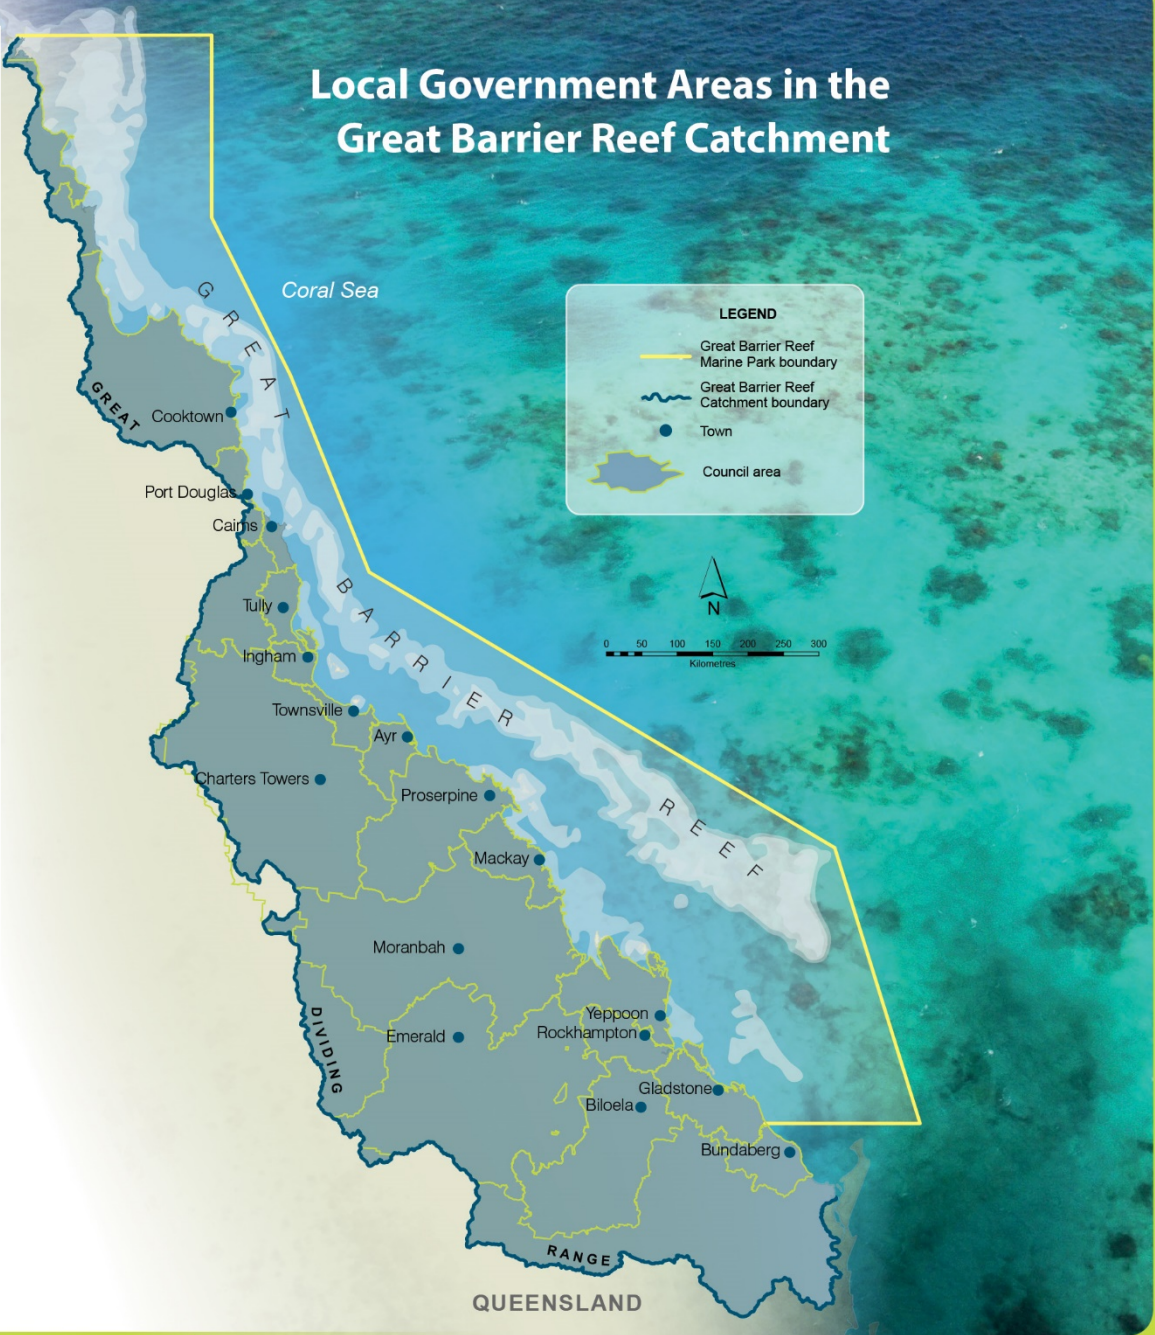 Local Government Areas in the
Great Barrier Reef Catchment
Coral Sea
GREAT
BARRIER
REEF
LEGEND
Great Barrier Reef
Marine Park boundary
Great Barrier Reef
Catchment boundary
Town
Council area
N
0 50 100 150 200 250 300
Kilometres
GREAT
DIVIDING
RANGE
Cooktown
Port Douglas
Cairns
Tully
Ingham
Townsville
Ayr
Charters Towers
Proserpine
Mackay
Moranbah
Yeppoon
Rockhampton
Emerald
Gladstone
Biloela
Bundaberg
QUEENSLAND